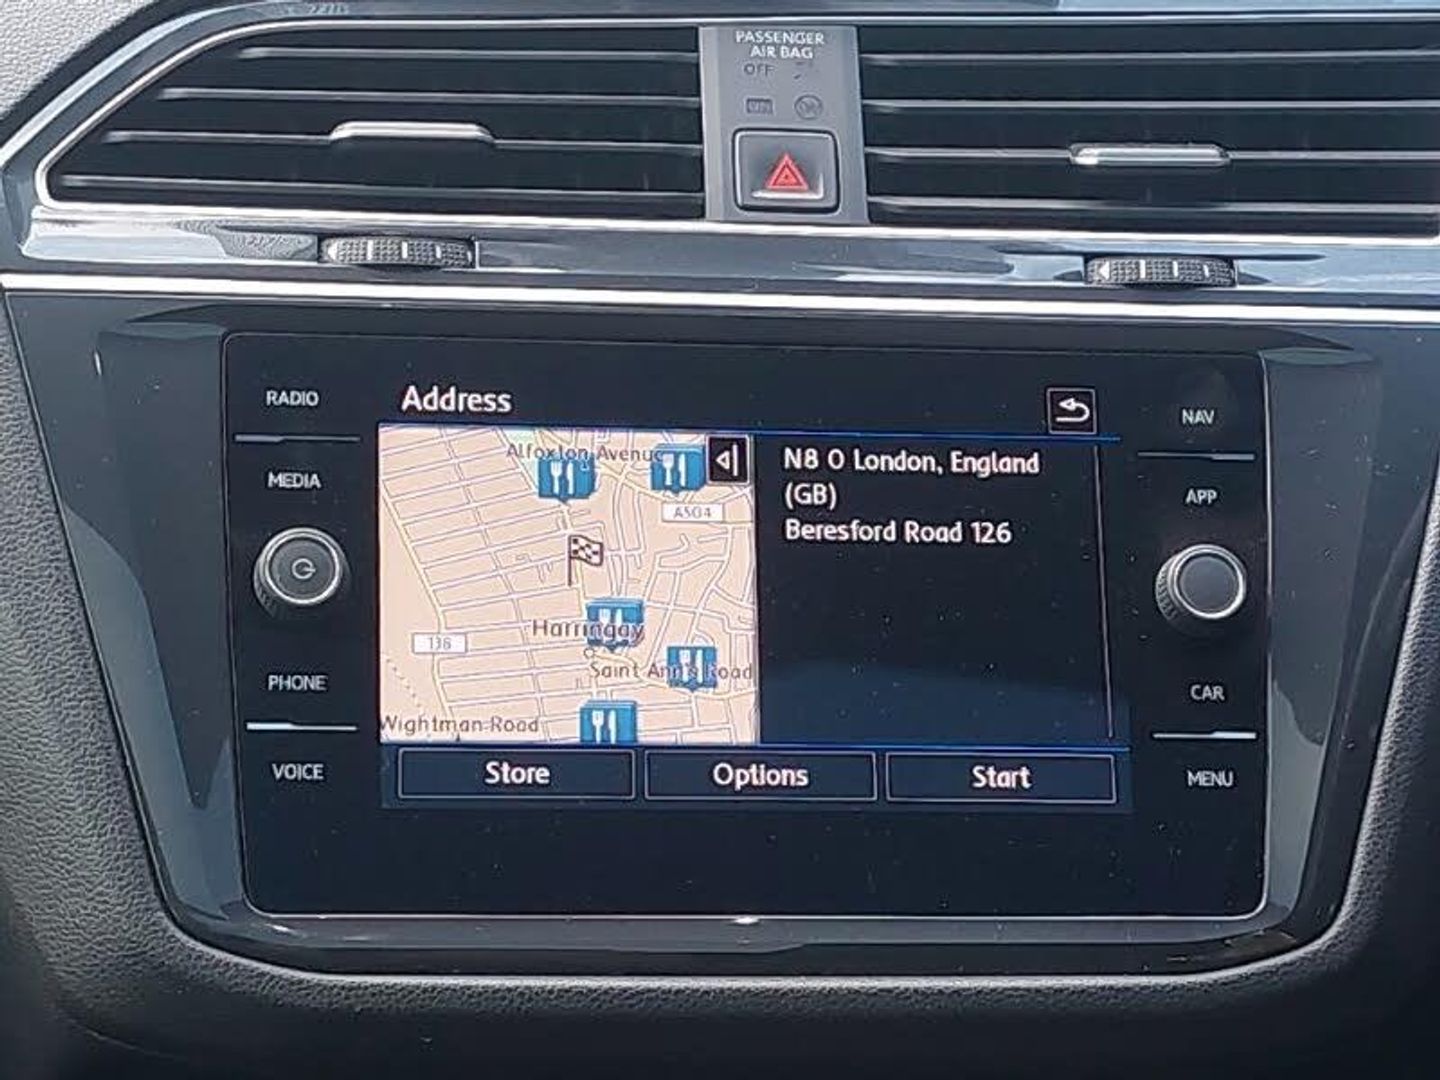 PASSENGER
AIR BAG
OFF
RADIO
MEDIA
PHONE
VOICE
Address
Alfoxton Avenue
A504
Harringay
138
Saint Ann's Road
Wightman Road
N8 0 London, England
(GB)
Beresford Road 126
Store
Options
Start
NAV
APP
CAR
MENU